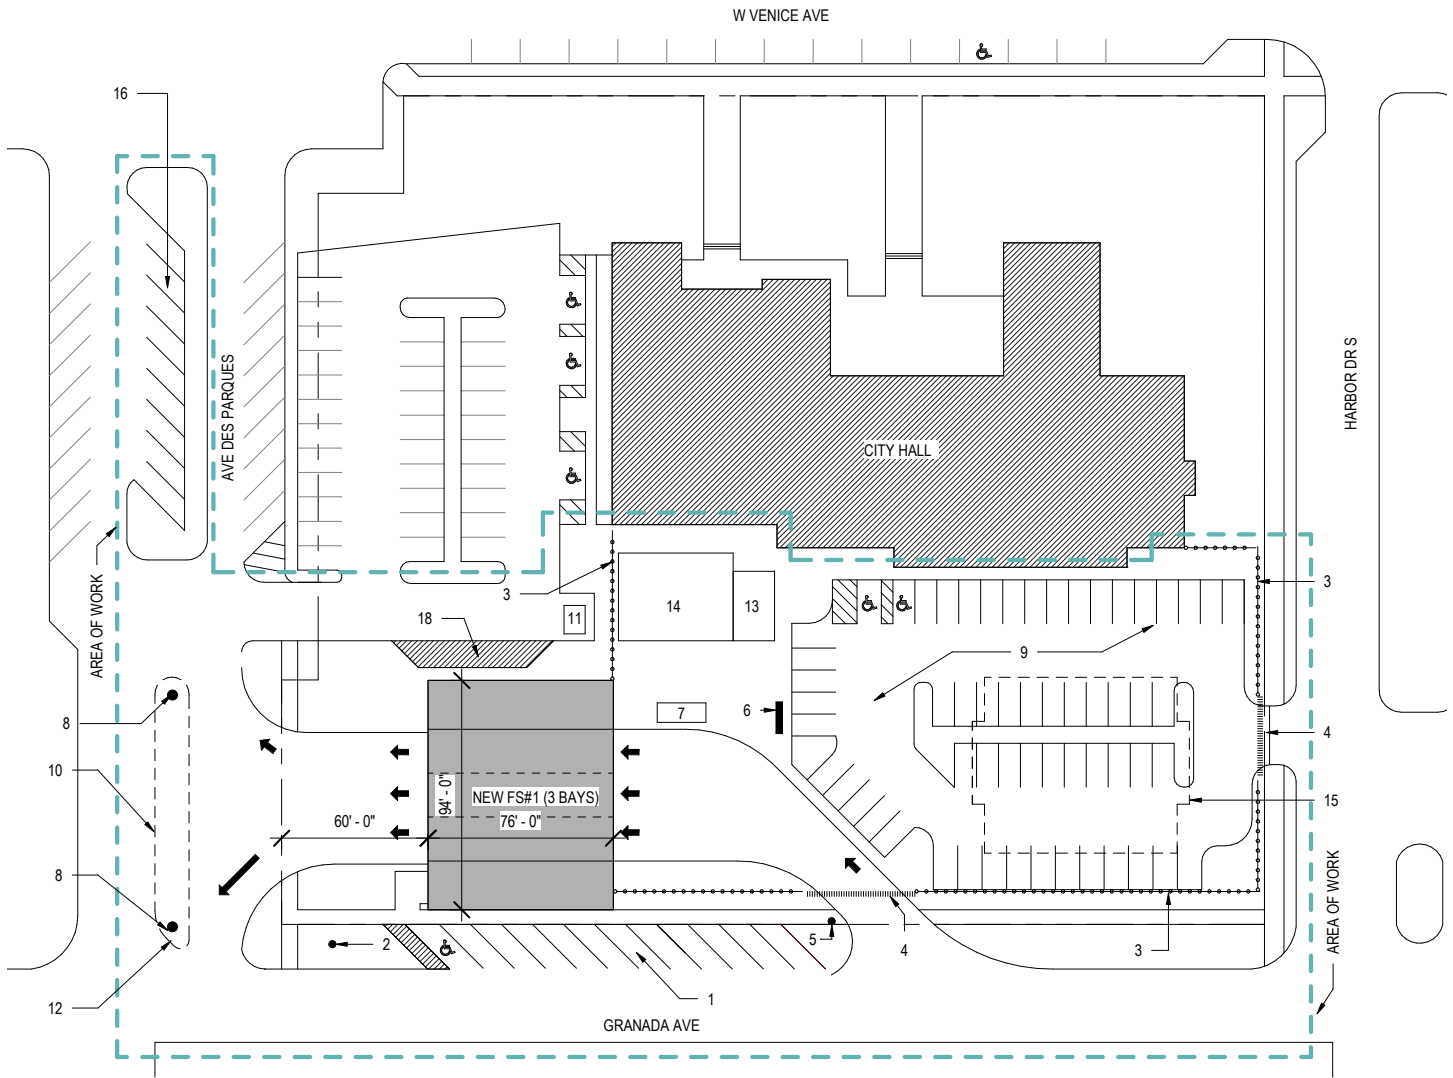 W VENICE AVE
16
AVE DES PARQUES
HARBOR DR S
CITY HALL
AREA OF WORK
3
14
13
11
18
3
9
8
7
6
4
10
94' - 0"
NEW FS#1 (3 BAYS)
60' - 0"
76' - 0"
15
8
AREA OF WORK
2
5
4
3
12
1
GRANADA AVE